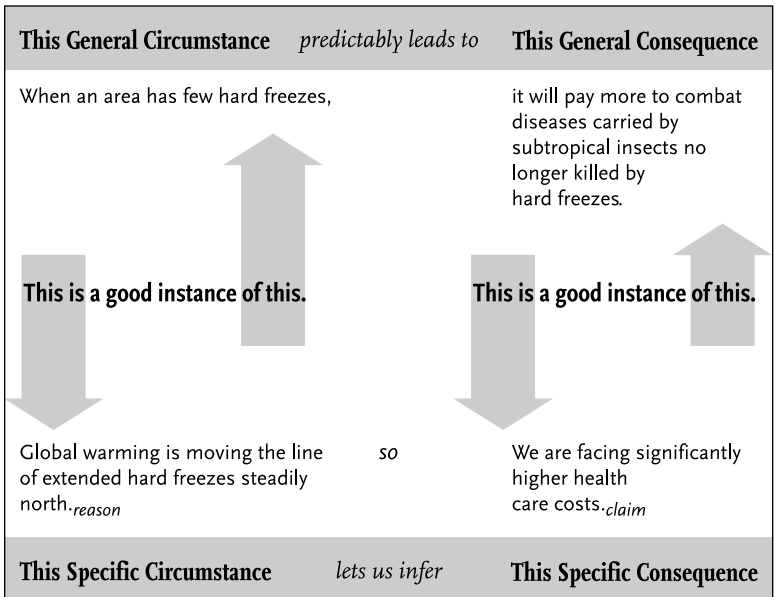 This General Circumstance predictably leads to This General Consequence
When an area has few hard freezes,
it will pay more to combat
diseases carried by
subtropical insects no
longer killed by
hard freezes.
This is a good instance of this.
This is a good instance of this.
Global warming is moving the line
of extended hard freezes steadily
north.reason
so
We are facing significantly
higher health
care costs.claim
This Specific Circumstance lets us infer This Specific Consequence